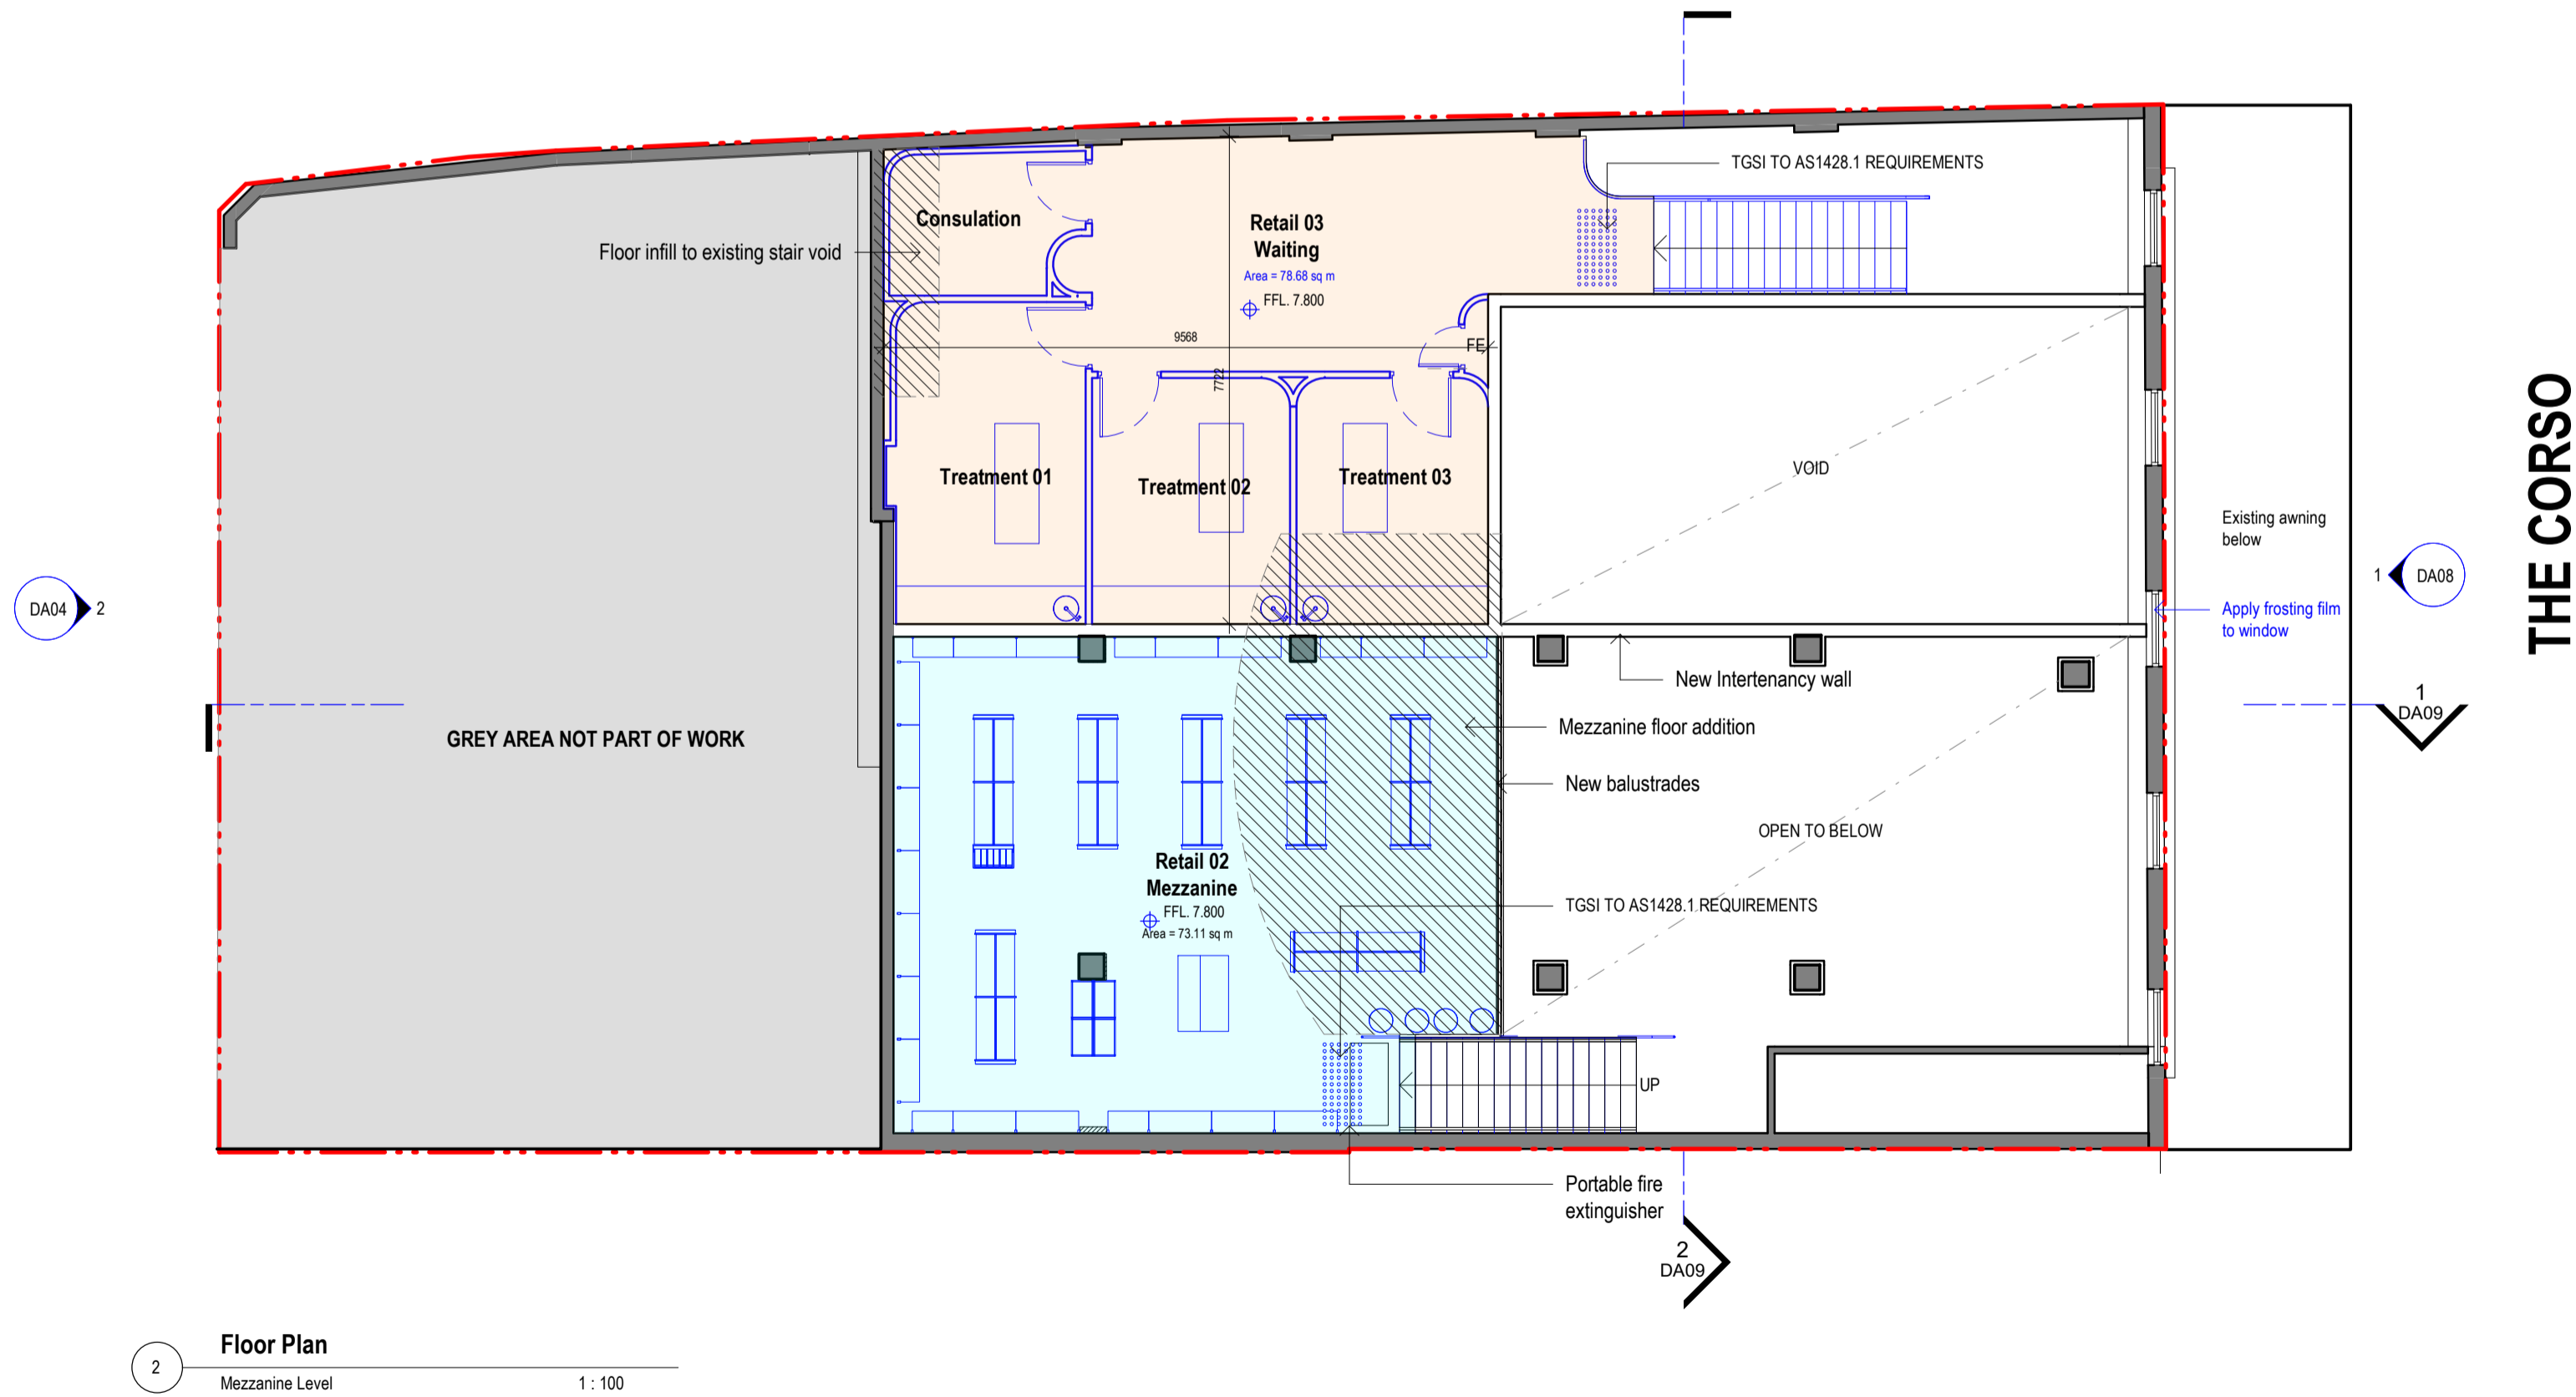 TGSI TO AS1428.1 REQUIREMENTS
Consulation
Retail 03
Waiting
Area = 78.68 sq m
FFL. 7.800
Floor infill to existing stair void
9568
7722
FE
Treatment 01
Treatment 02
Treatment 03
VOID
Existing awning
below
Apply frosting film
to window
THE CORSO
DA04
2
1
DA08
GREY AREA NOT PART OF WORK
New Intertenancy wall
Mezzanine floor addition
New balustrades
1
DA09
OPEN TO BELOW
Retail 02
Mezzanine
FFL. 7.800
Area = 73.11 sq m
TGSI TO AS1428.1 REQUIREMENTS
UP
Portable fire
extinguisher
2
DA09
2
Floor Plan
Mezzanine Level
1 : 100